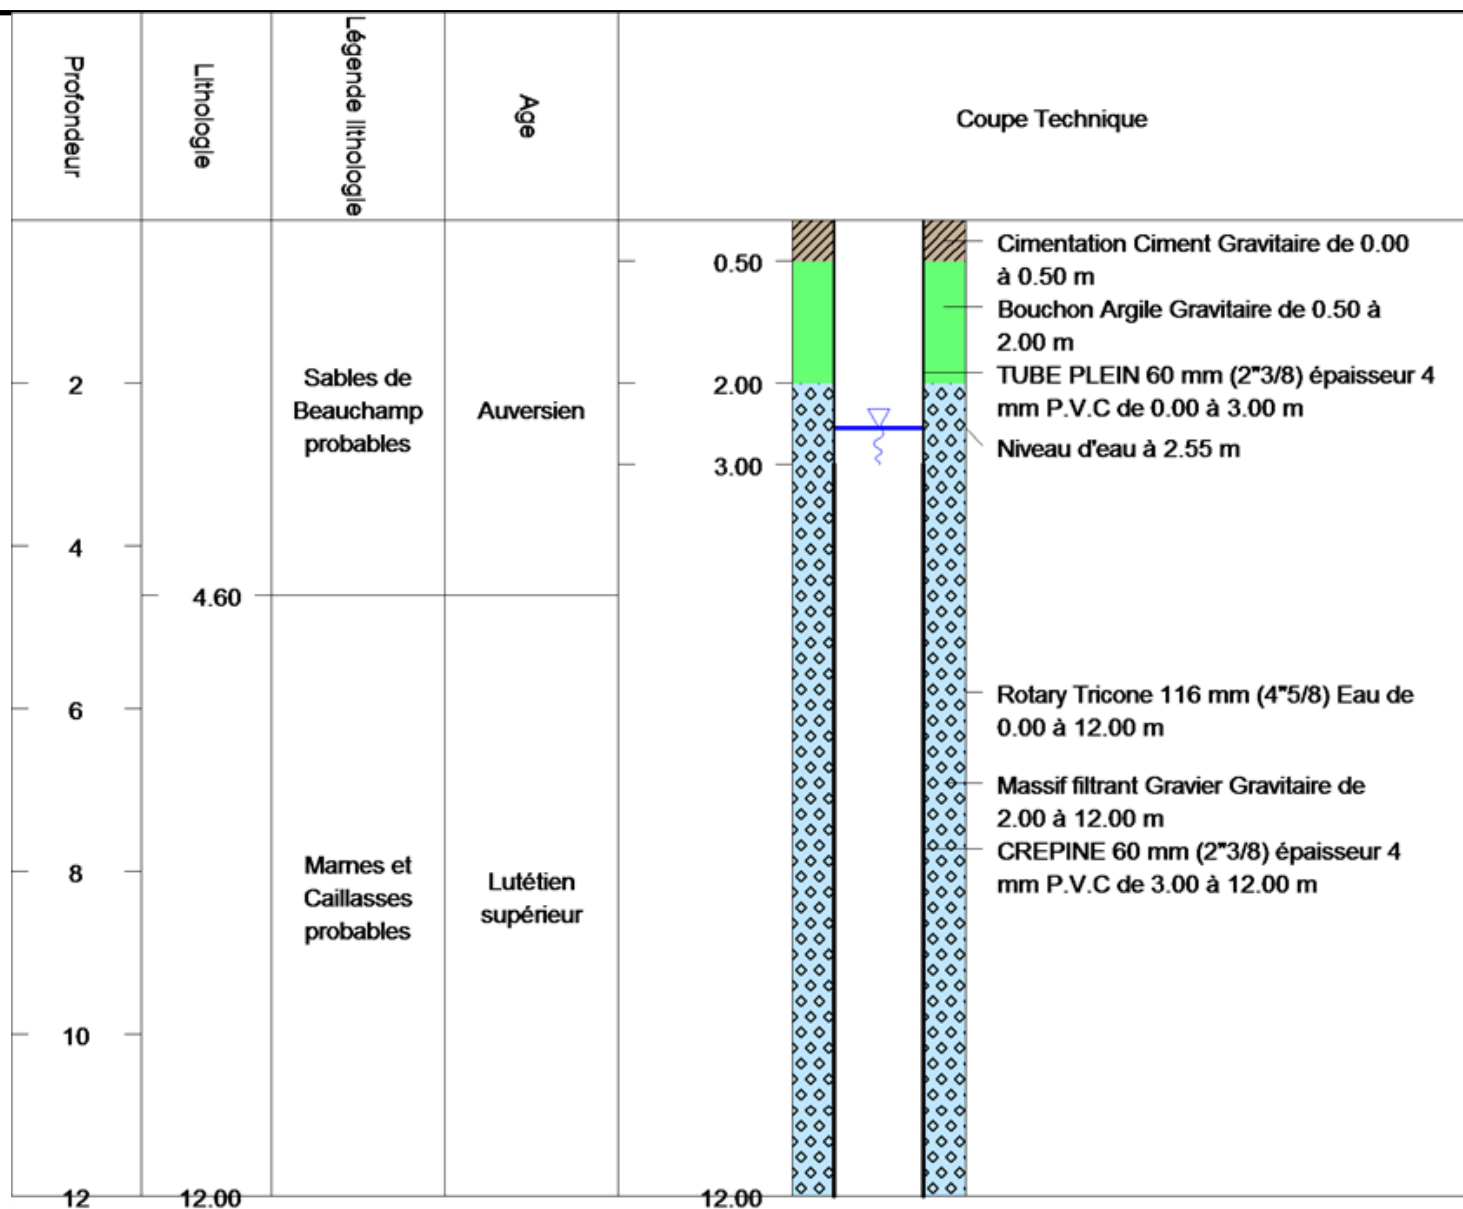 Profondeur
Lithologie
Légende lithologie
Age
Coupe Technique
0.50
2.00
3.00
12.00
2
4
6
8
10
12
4.60
12.00
Sables de
Beauchamp
probables
Auversien
Marnes et
Caillasses
probables
Lutétien
supérieur
Cimentation Ciment Gravitaire de 0.00
à 0.50 m
Bouchon Argile Gravitaire de 0.50 à
2.00 m
TUBE PLEIN 60 mm (2"3/8) épaisseur 4
mm P.V.C de 0.00 à 3.00 m
Niveau d'eau à 2.55 m
Rotary Tricone 116 mm (4"5/8) Eau de
0.00 à 12.00 m
Massif filtrant Gravier Gravitaire de
2.00 à 12.00 m
CREPINE 60 mm (2"3/8) épaisseur 4
mm P.V.C de 3.00 à 12.00 m